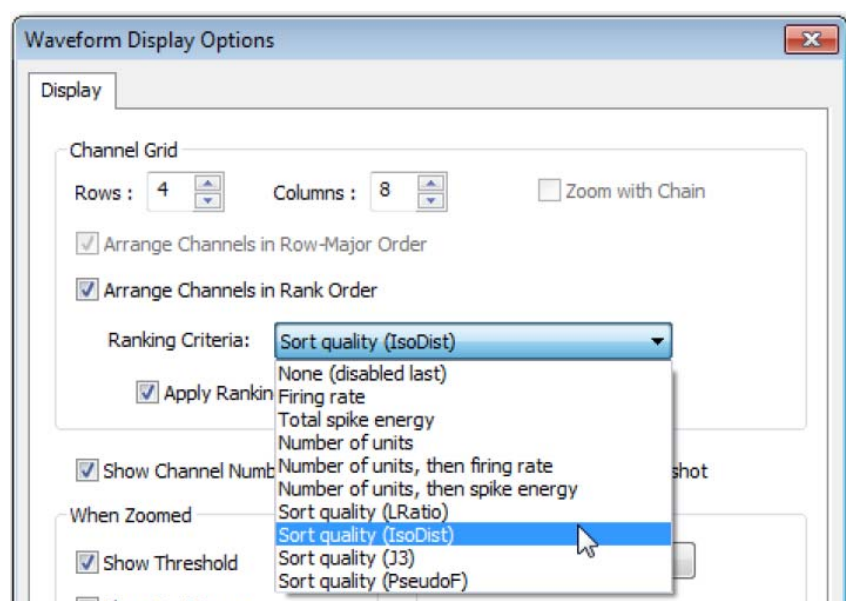 Waveform Display Options
Display
Channel Grid
Rows : 4 Columns : 8 Zoom with Chain
Arrange Channels in Row-Major Order
Arrange Channels in Rank Order
Ranking Criteria: Sort quality (IsoDist)
None (disabled last)
Apply Rankin
Firing rate
Total spike energy
Number of units
Show Channel Numb
Number of units, then firing rate
shot
Number of units, then spike energy
When Zoomed
Sort quality (LRatio)
Sort quality (IsoDist)
Show Threshold
Sort quality (J3)
Sort quality (PseudoF)